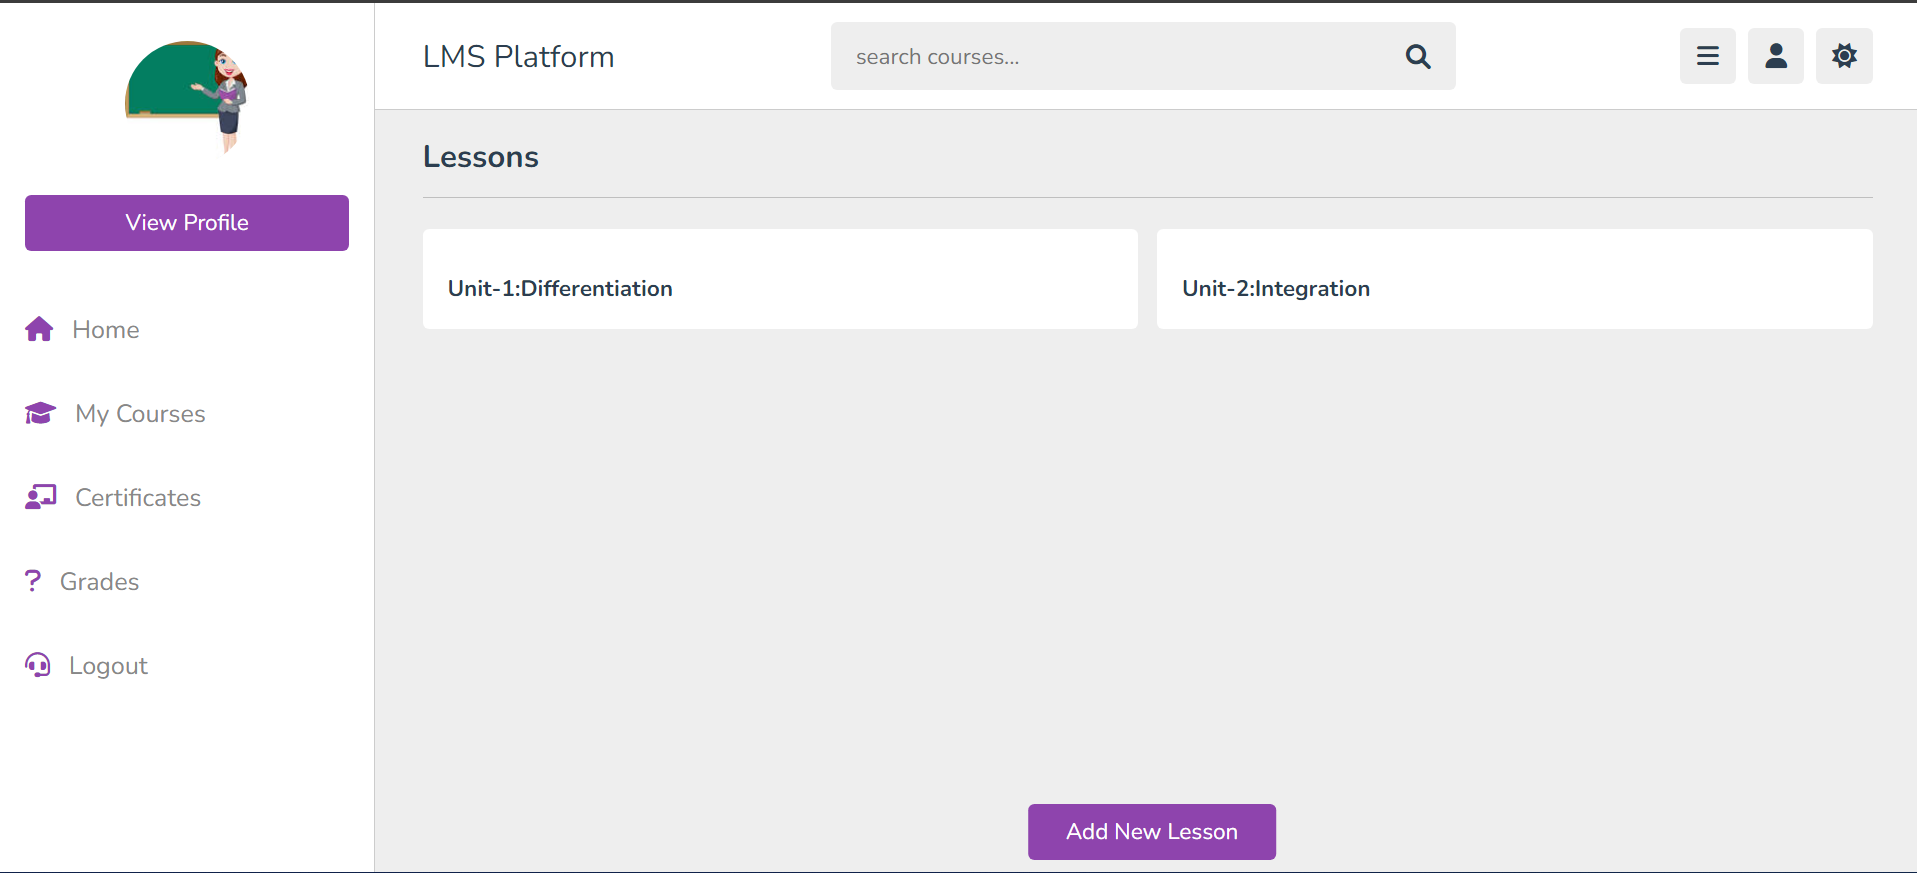 LMS Platform
search courses...
View Profile
Home
My Courses
Certificates
Grades
Logout
Lessons
Unit-1:Differentiation
Unit-2:Integration
Add New Lesson